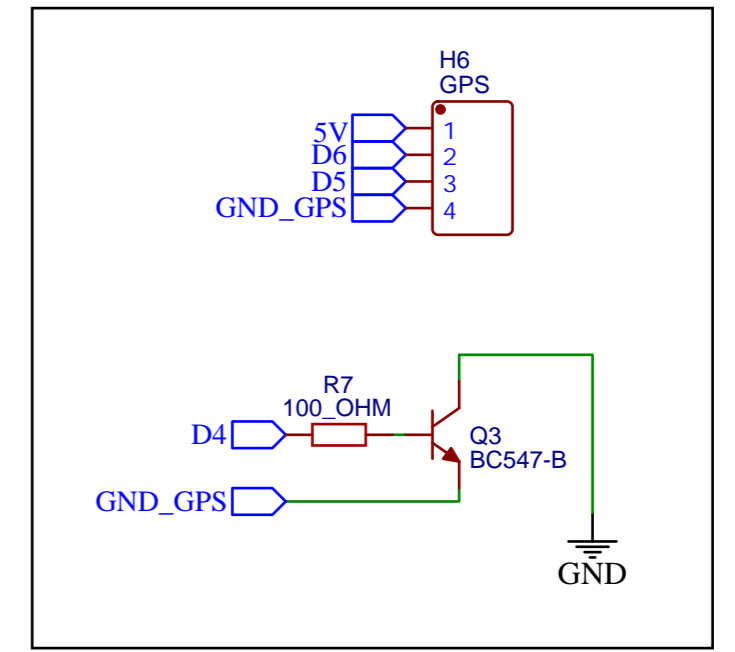 H6
GPS
5V 1
D6 2
D5 3
GND_GPS 4
R7
100_OHM
D4
Q3
BC547-B
GND_GPS
GND